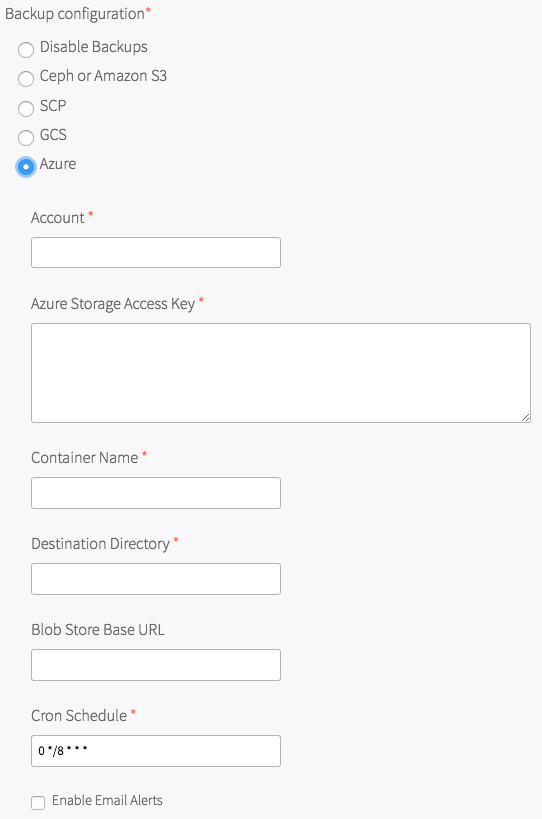 Backup configuration*
Disable Backups
Ceph or Amazon S3
SCP
GCS
Azure
Account *
Azure Storage Access Key *
Container Name *
Destination Directory *
Blob Store Base URL
Cron Schedule *
0 */8 * * *
Enable Email Alerts